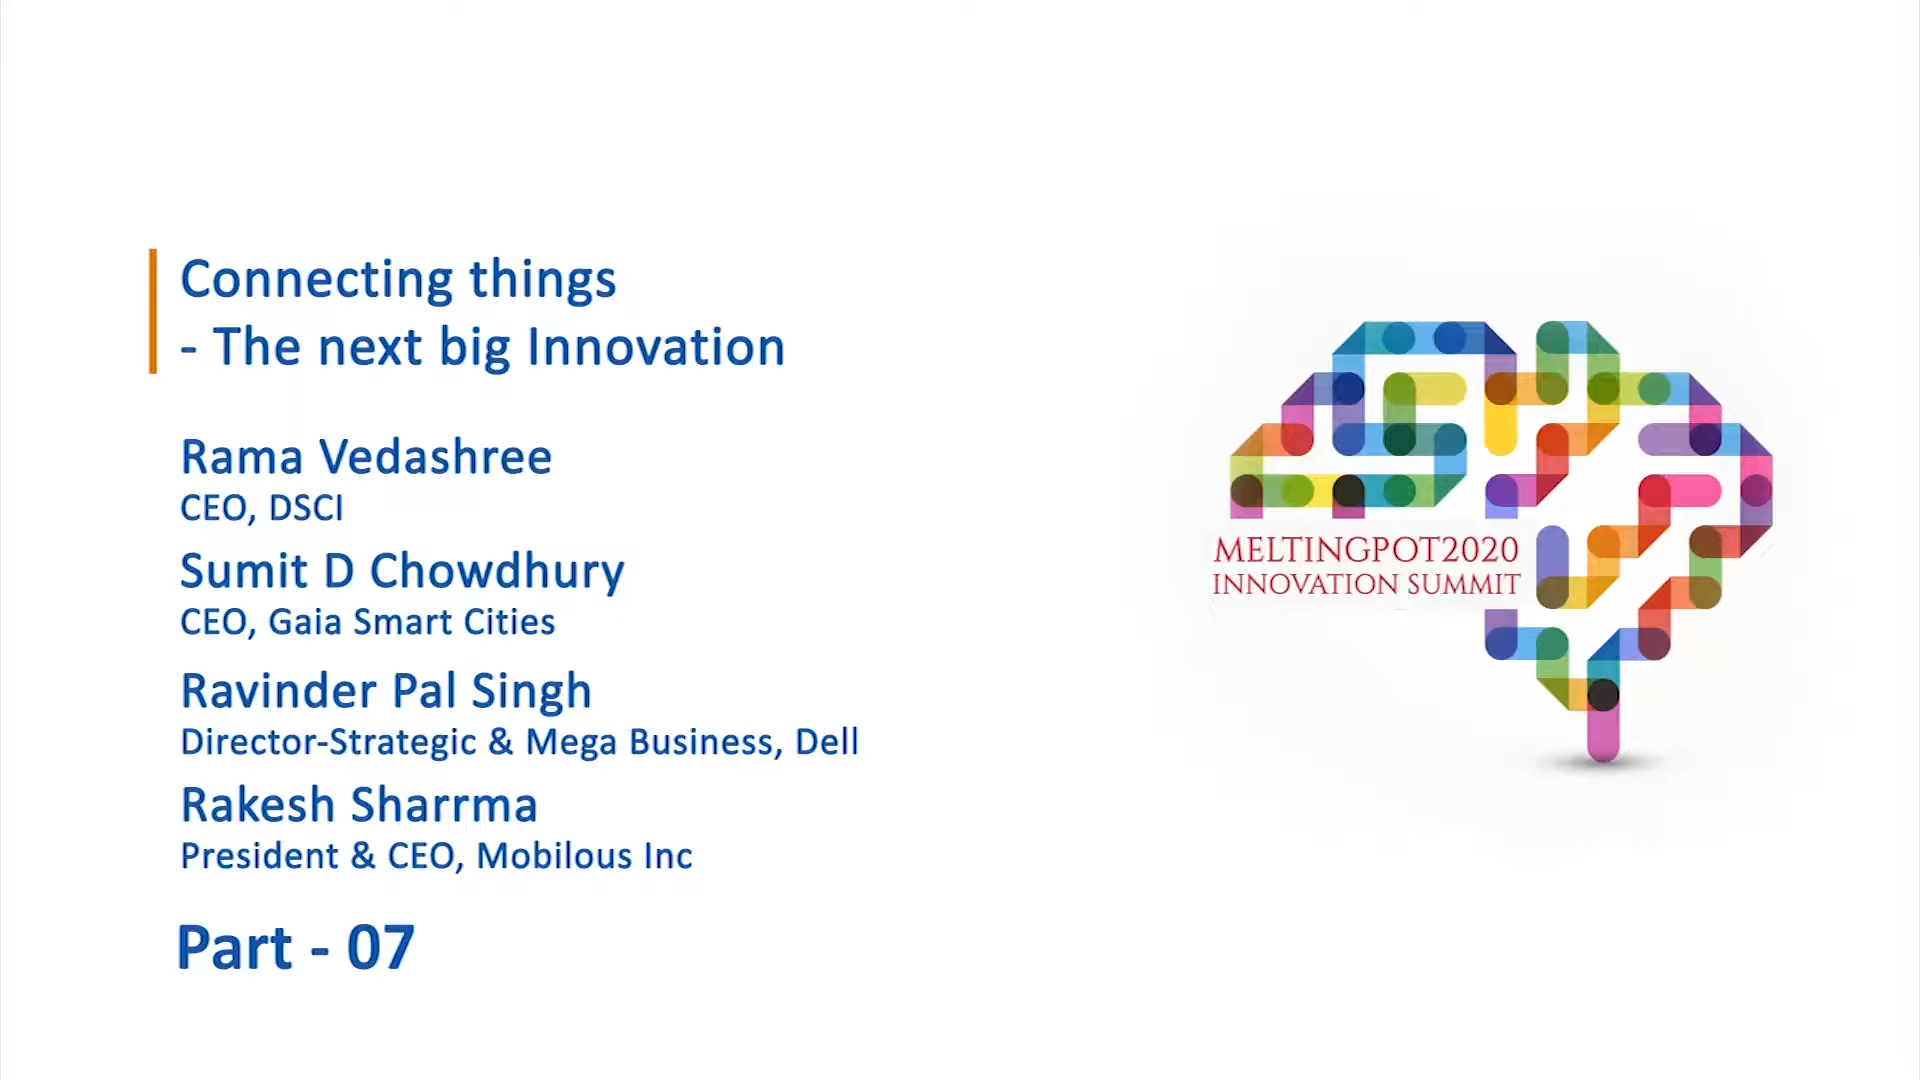 Connecting things
- The next big Innovation
Rama Vedashree
CEO, DSCI
Sumit D Chowdhury
CEO, Gaia Smart Cities
Ravinder Pal Singh
Director-Strategic & Mega Business, Dell
Rakesh Sharrma
President & CEO, Mobilous Inc
Part - 07
MELTINGPOT2020
INNOVATION SUMMIT